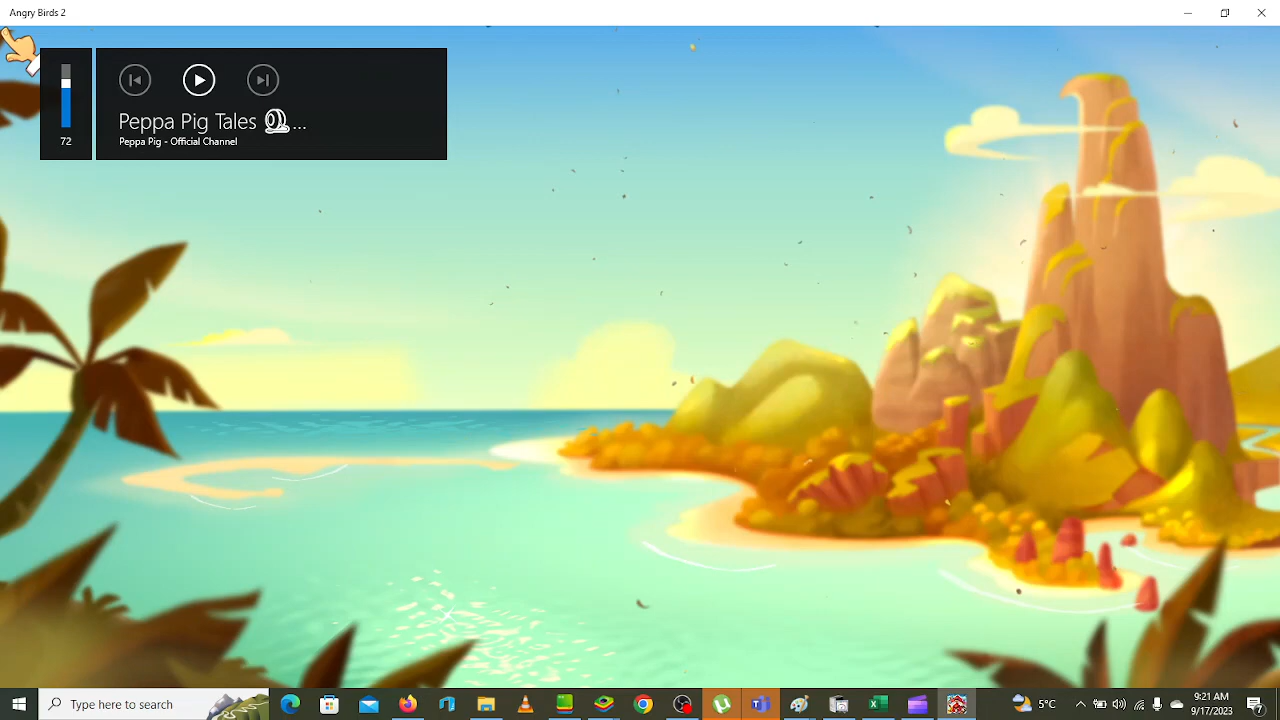 Angry Birds 2
Peppa Pig Tales 🧻...
72
Peppa Pig - Official Channel
Type here to search
5°C
9:21 AM
9/17/2023
7